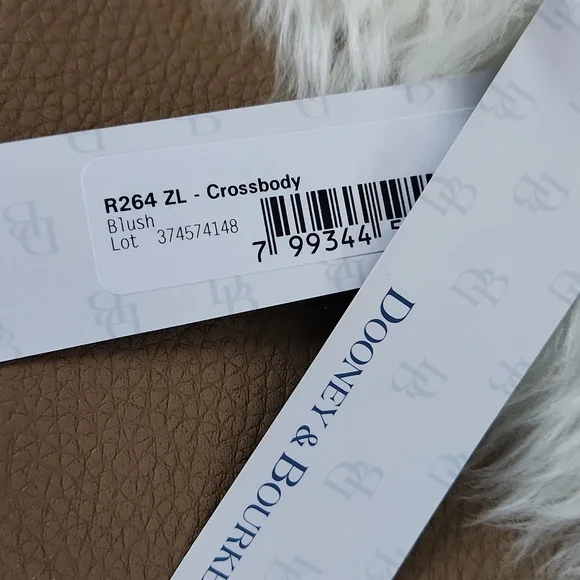 R264 ZL - Crossbody
Blush
Lot 374574148
7 99344
DOONEY & BOURKE